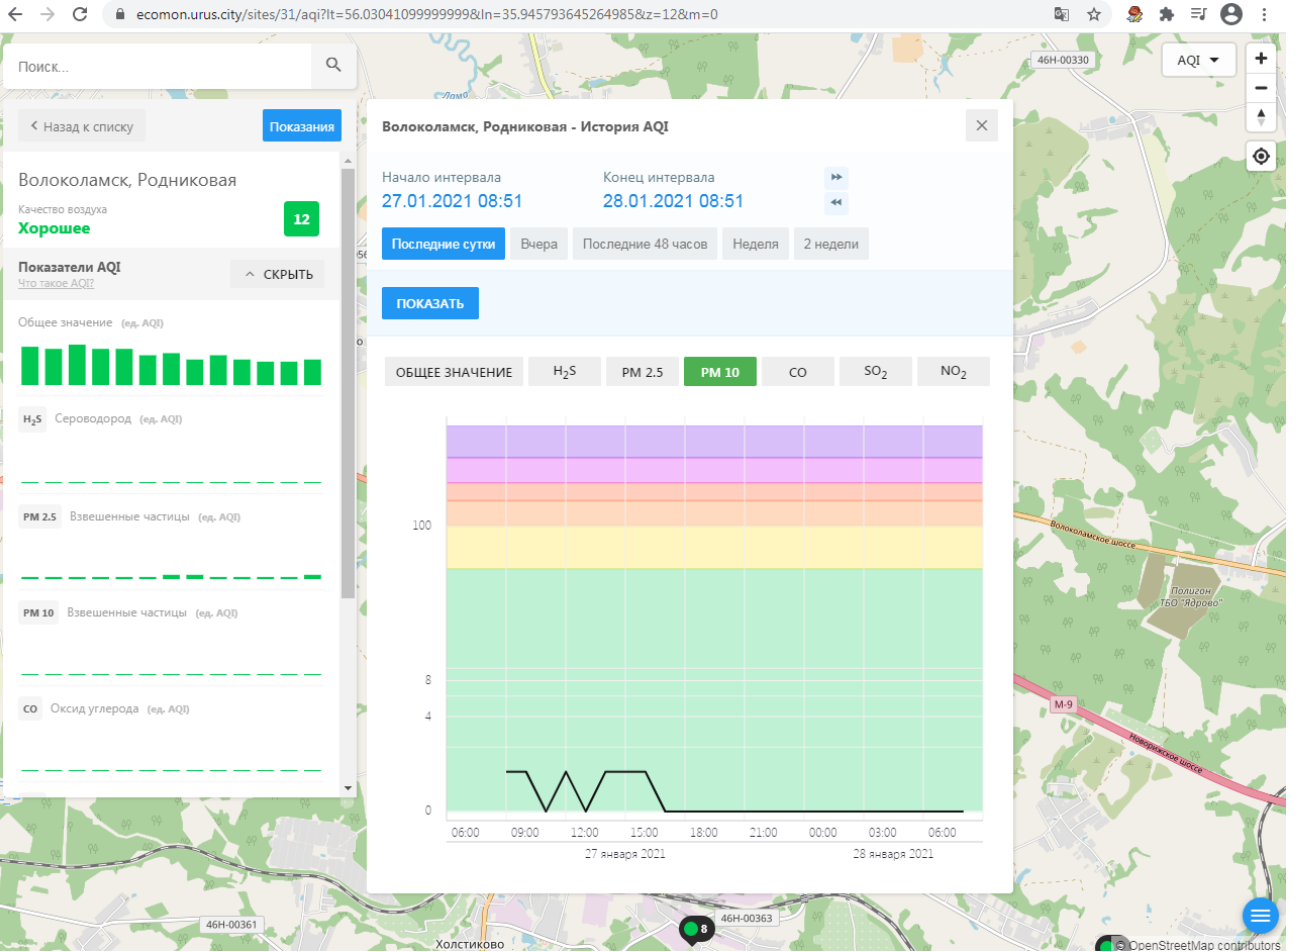 ecomon.urus.city/sites/31/aqi?lt=56.03041099999999&ln=35.945793645264985&z=12&m=0
Поиск...
46Н-00330
AQI
Назад к списку
Показания
Волоколамск, Родниковая - История AQI
Волоколамск, Родниковая
Качество воздуха
Хорошее
12
Начало интервала
Конец интервала
27.01.2021 08:51
28.01.2021 08:51
Последние сутки
Вчера
Последние 48 часов
Неделя
2 недели
Показатели AQI
Что такое AQI?
СКРЫТЬ
ПОКАЗАТЬ
Общее значение (ед. AQI)
ОБЩЕЕ ЗНАЧЕНИЕ
H2S
PM 2.5
PM 10
CO
SO2
NO2
H2S Сероводород (ед. AQI)
PM 2.5 Взвешенные частицы (ед. AQI)
PM 10 Взвешенные частицы (ед. AQI)
CO Оксид углерода (ед. AQI)
100
8
4
0
06:00 09:00 12:00 15:00 18:00 21:00 00:00 03:00 06:00
27 января 2021
28 января 2021
Волоколамское шоссе
Полигон
ТБО "Ядрово"
М-9
Новорижское шоссе
46Н-00361
46Н-00363
8
Холстиково
OpenStreetMap contributors